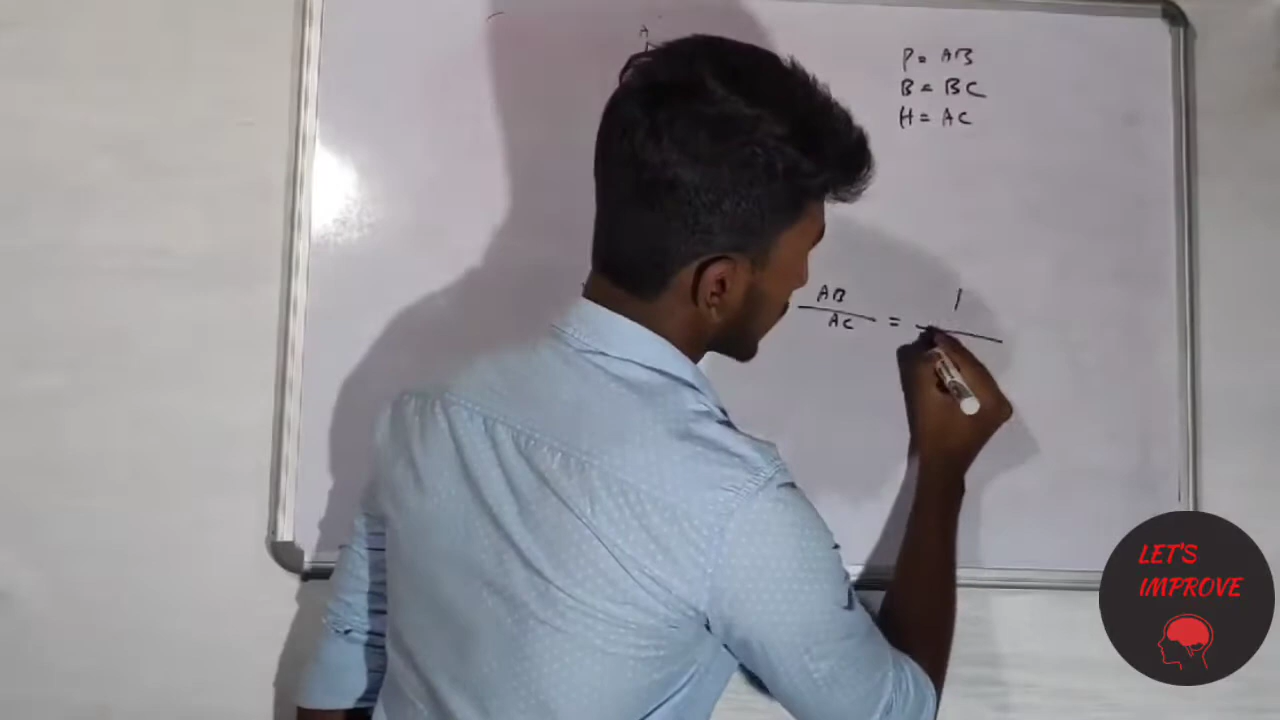 A
P = AB
B = BC
H = AC
AB
AC
=
1
LET'S
IMPROVE